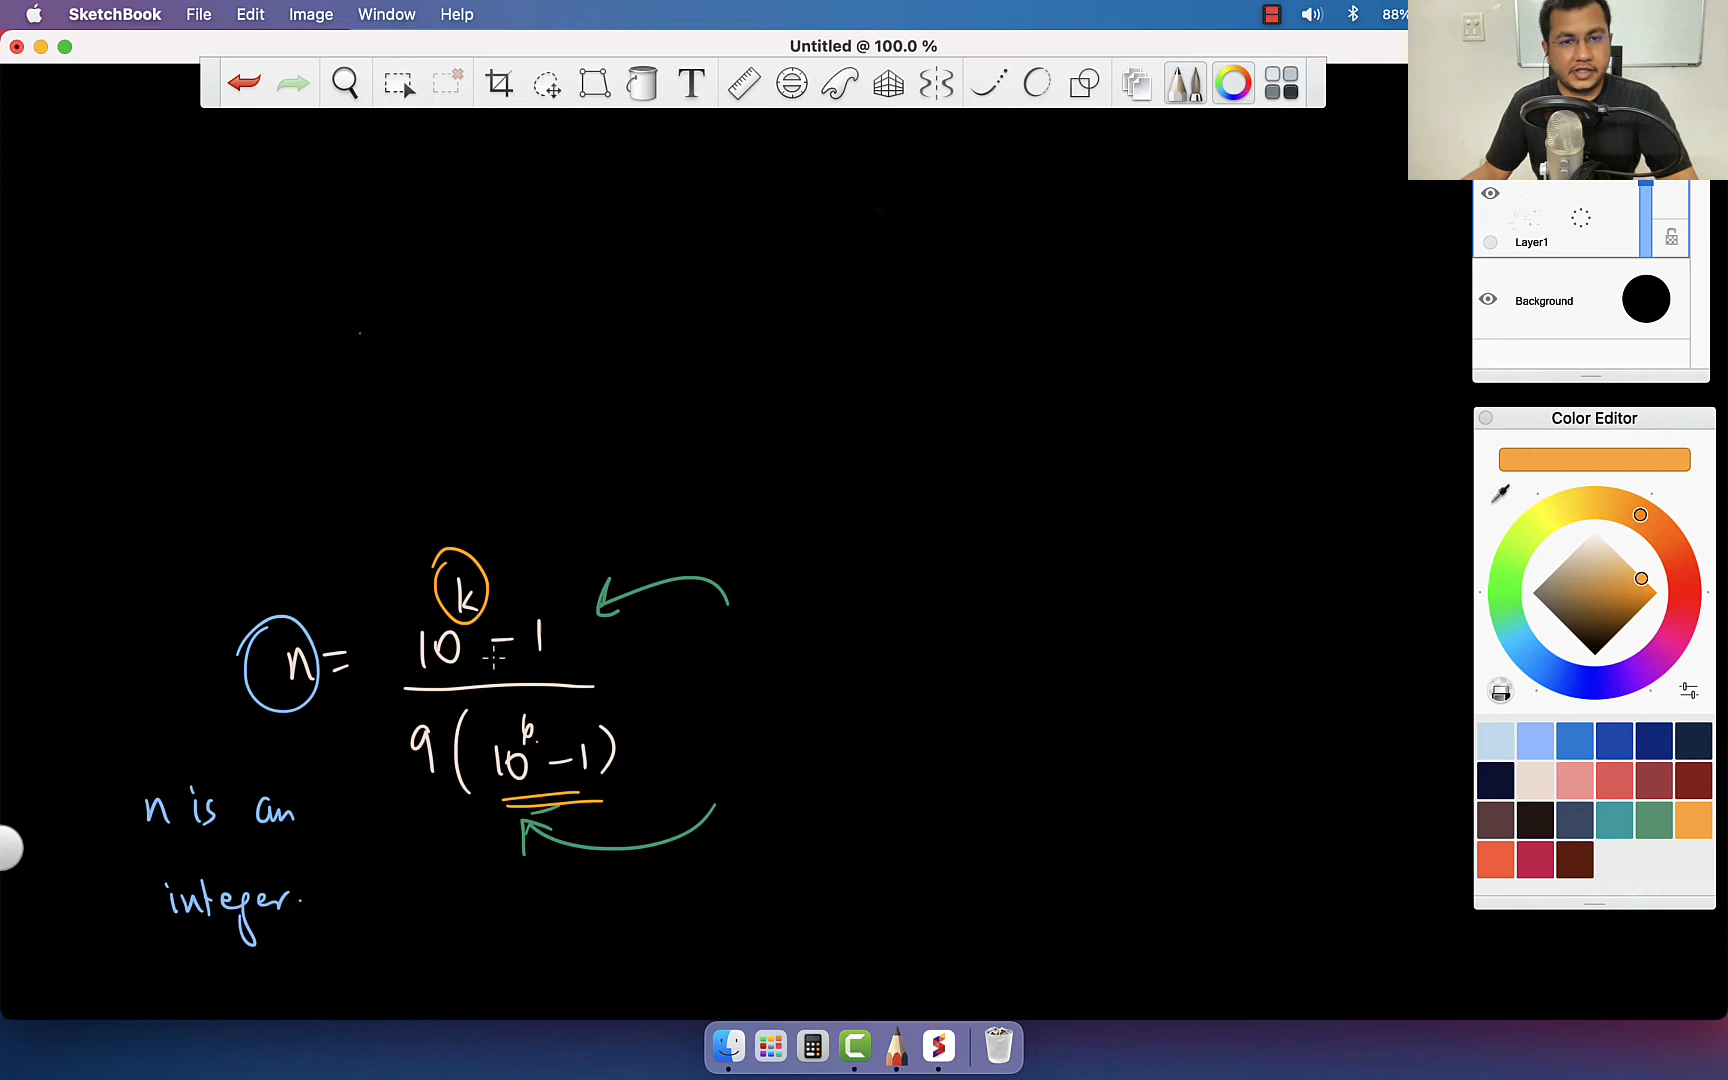 SketchBook File Edit Image Window Help 88%
Untitled @ 100.0 %
T
Layer1
Background
Color Editor
k
10 - 1
n =
9 ( 10^b - 1 )
n is an
integer.